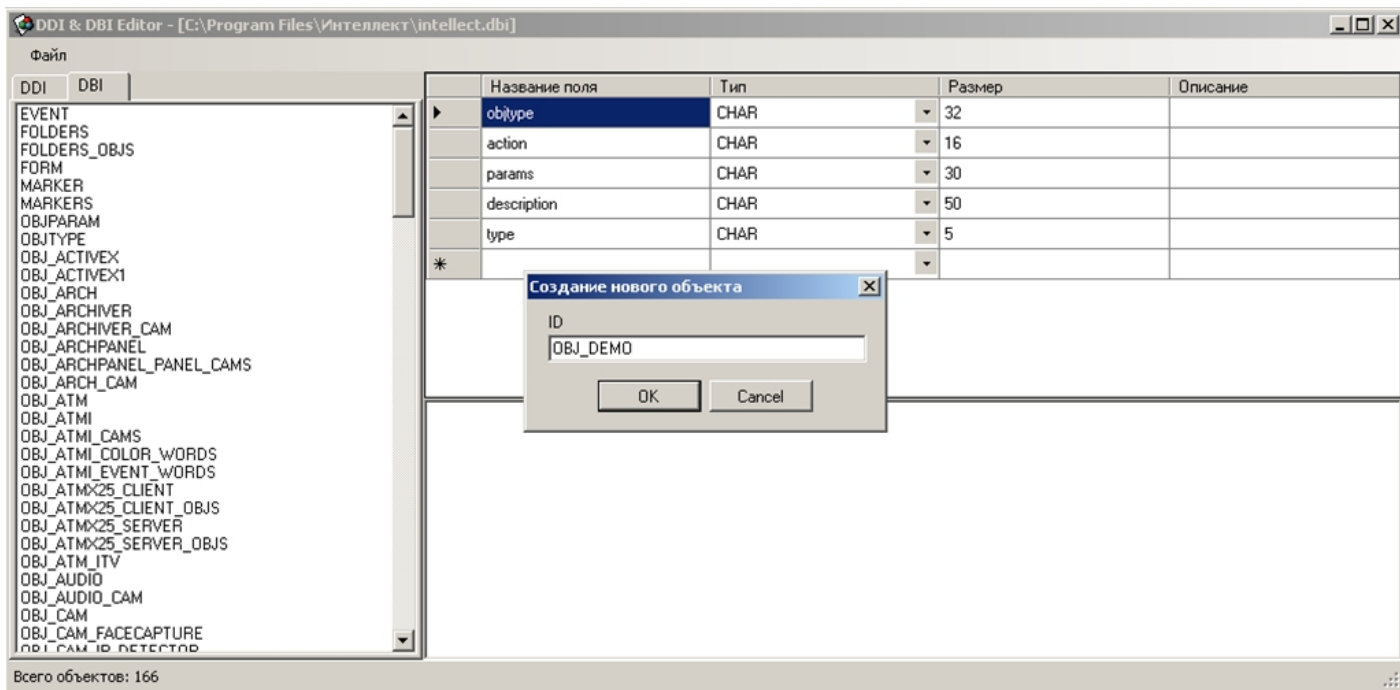 DDI & DBI Editor - [C:\Program Files\Интеллект\intellect.dbi]
Файл
DDI DBI
EVENT
FOLDERS
FOLDERS_OBJS
FORM
MARKER
MARKERS
OBJPARAM
OBJTYPE
OBJ_ACTIVEX
OBJ_ACTIVEX1
OBJ_ARCH
OBJ_ARCHIVER
OBJ_ARCHIVER_CAM
OBJ_ARCHPANEL
OBJ_ARCHPANEL_PANEL_CAMS
OBJ_ARCH_CAM
OBJ_ATM
OBJ_ATMI
OBJ_ATMI_CAMS
OBJ_ATMI_COLOR_WORDS
OBJ_ATMI_EVENT_WORDS
OBJ_ATMX25_CLIENT
OBJ_ATMX25_CLIENT_OBJS
OBJ_ATMX25_SERVER
OBJ_ATMX25_SERVER_OBJS
OBJ_ATM_ITV
OBJ_AUDIO
OBJ_AUDIO_CAM
OBJ_CAM
OBJ_CAM_FACECAPTURE
OBJ_CAM_IR_DETECTOR
Название поля Тип Размер Описание
objtype CHAR 32
action CHAR 16
params CHAR 30
description CHAR 50
type CHAR 5
Создание нового объекта
ID
OBJ_DEMO
OK Cancel
Всего объектов: 166